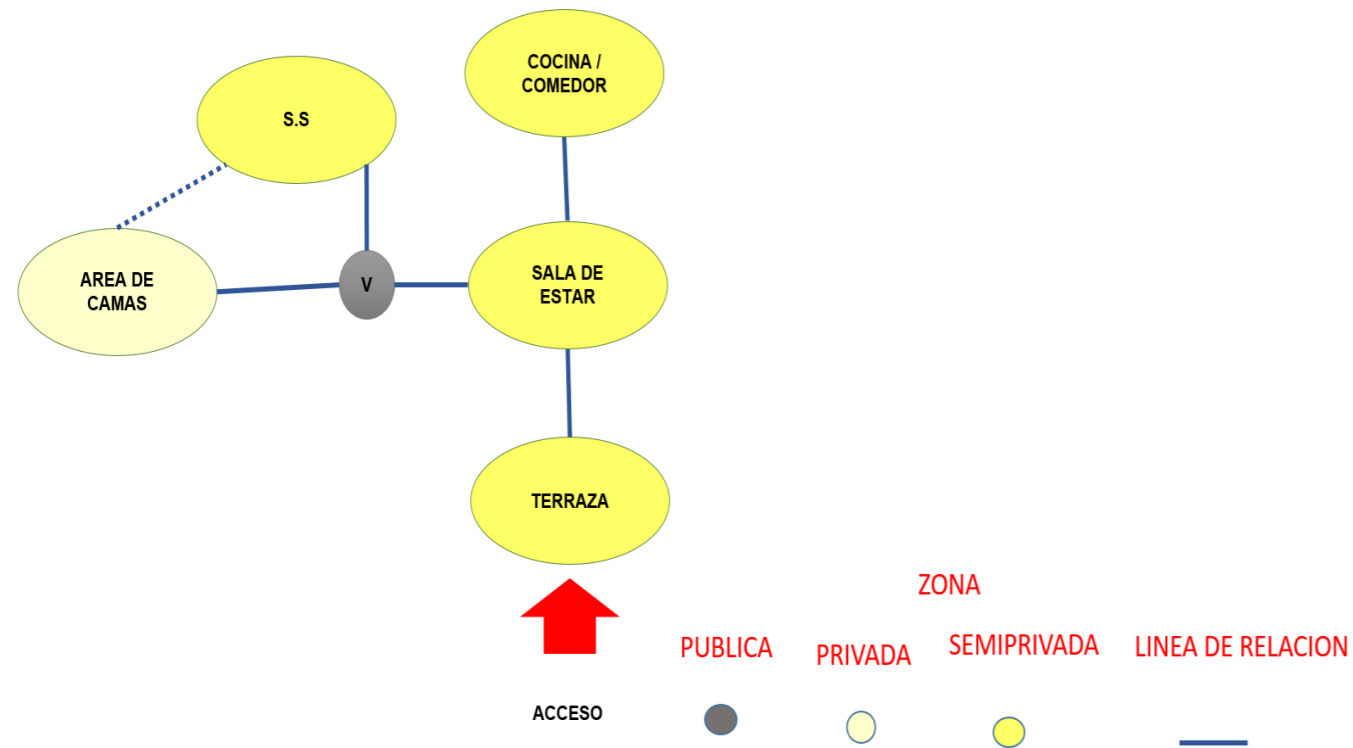 COCINA /
COMEDOR
S.S
AREA DE
CAMAS
V
SALA DE
ESTAR
TERRAZA
ACCESO
ZONA
PUBLICA
PRIVADA
SEMIPRIVADA
LINEA DE RELACION